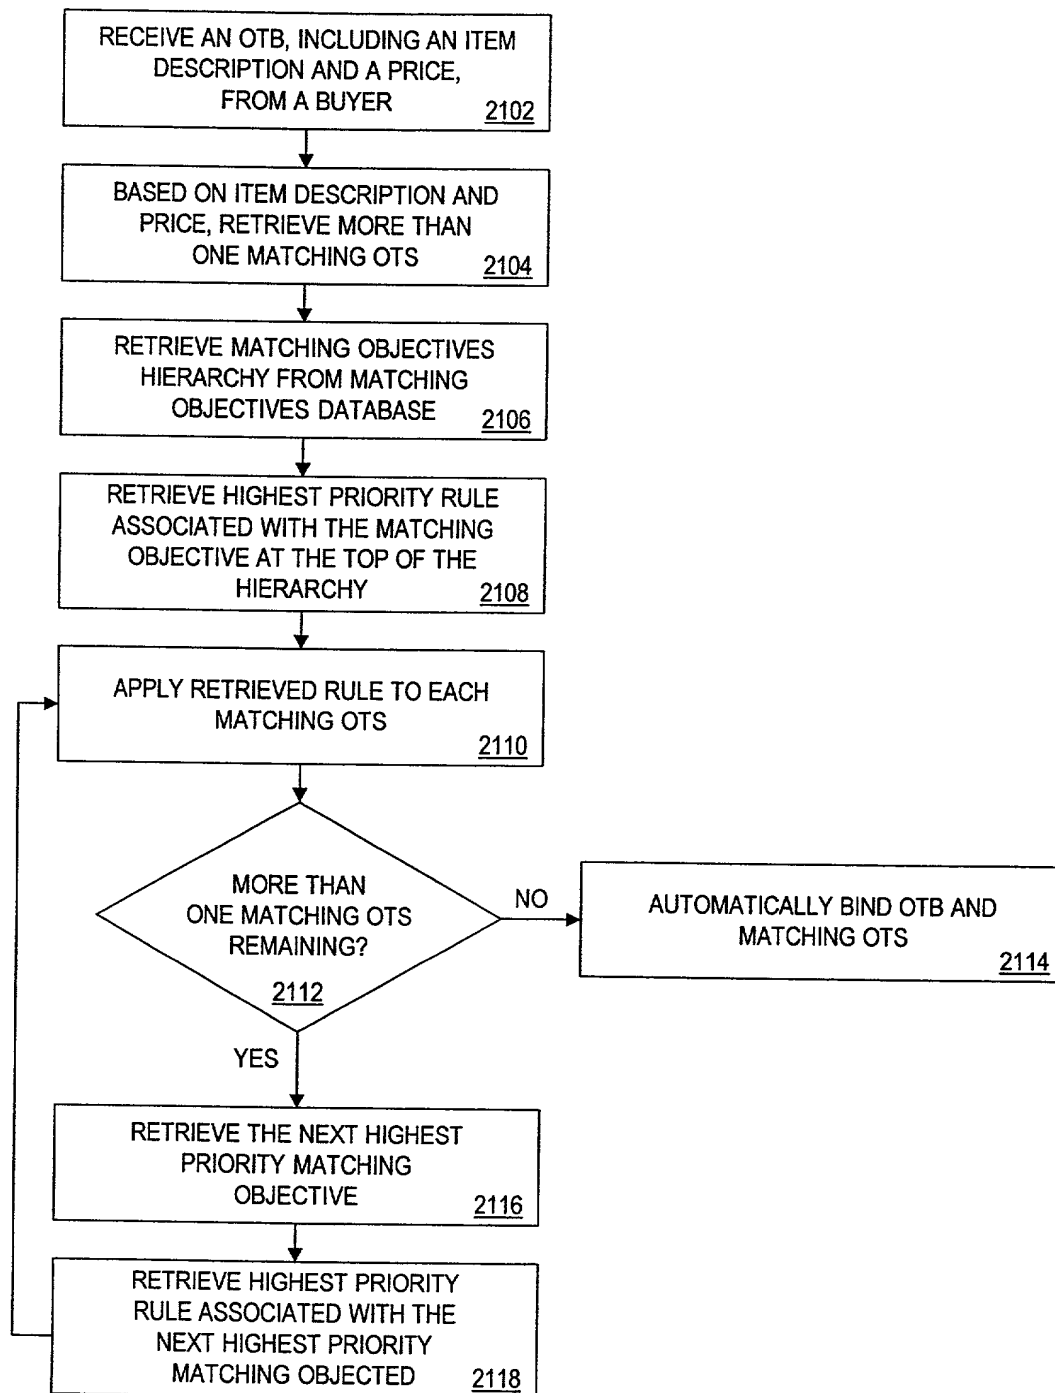 RECEIVE AN OTB, INCLUDING AN ITEM
DESCRIPTION AND A PRICE,
FROM A BUYER
2102
BASED ON ITEM DESCRIPTION AND
PRICE, RETRIEVE MORE THAN
ONE MATCHING OTS
2104
RETRIEVE MATCHING OBJECTIVES
HIERARCHY FROM MATCHING
OBJECTIVES DATABASE
2106
RETRIEVE HIGHEST PRIORITY RULE
ASSOCIATED WITH THE MATCHING
OBJECTIVE AT THE TOP OF THE
HIERARCHY
2108
APPLY RETRIEVED RULE TO EACH
MATCHING OTS
2110
MORE THAN
ONE MATCHING OTS
REMAINING?
2112
NO
AUTOMATICALLY BIND OTB AND
MATCHING OTS
2114
YES
RETRIEVE THE NEXT HIGHEST
PRIORITY MATCHING
OBJECTIVE
2116
RETRIEVE HIGHEST PRIORITY
RULE ASSOCIATED WITH THE
NEXT HIGHEST PRIORITY
MATCHING OBJECTED
2118